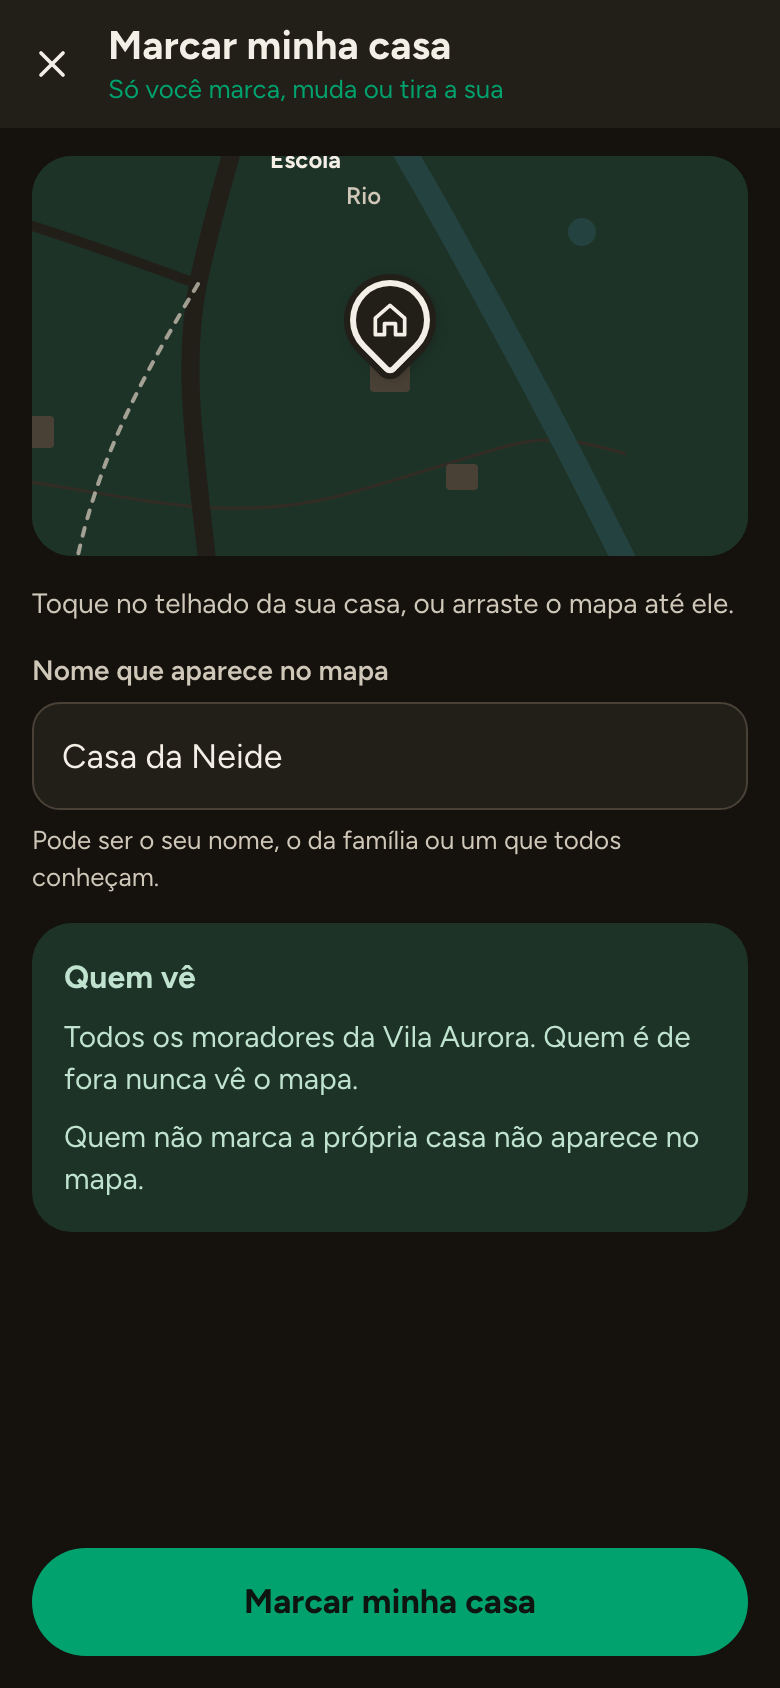 Marcar minha casa
Só você marca, muda ou tira a sua
Escola
Rio
Toque no telhado da sua casa, ou arraste o mapa até ele.
Nome que aparece no mapa
Casa da Neide
Pode ser o seu nome, o da família ou um que todos
conheçam.
Quem vê
Todos os moradores da Vila Aurora. Quem é de
fora nunca vê o mapa.
Quem não marca a própria casa não aparece no
mapa.
Marcar minha casa